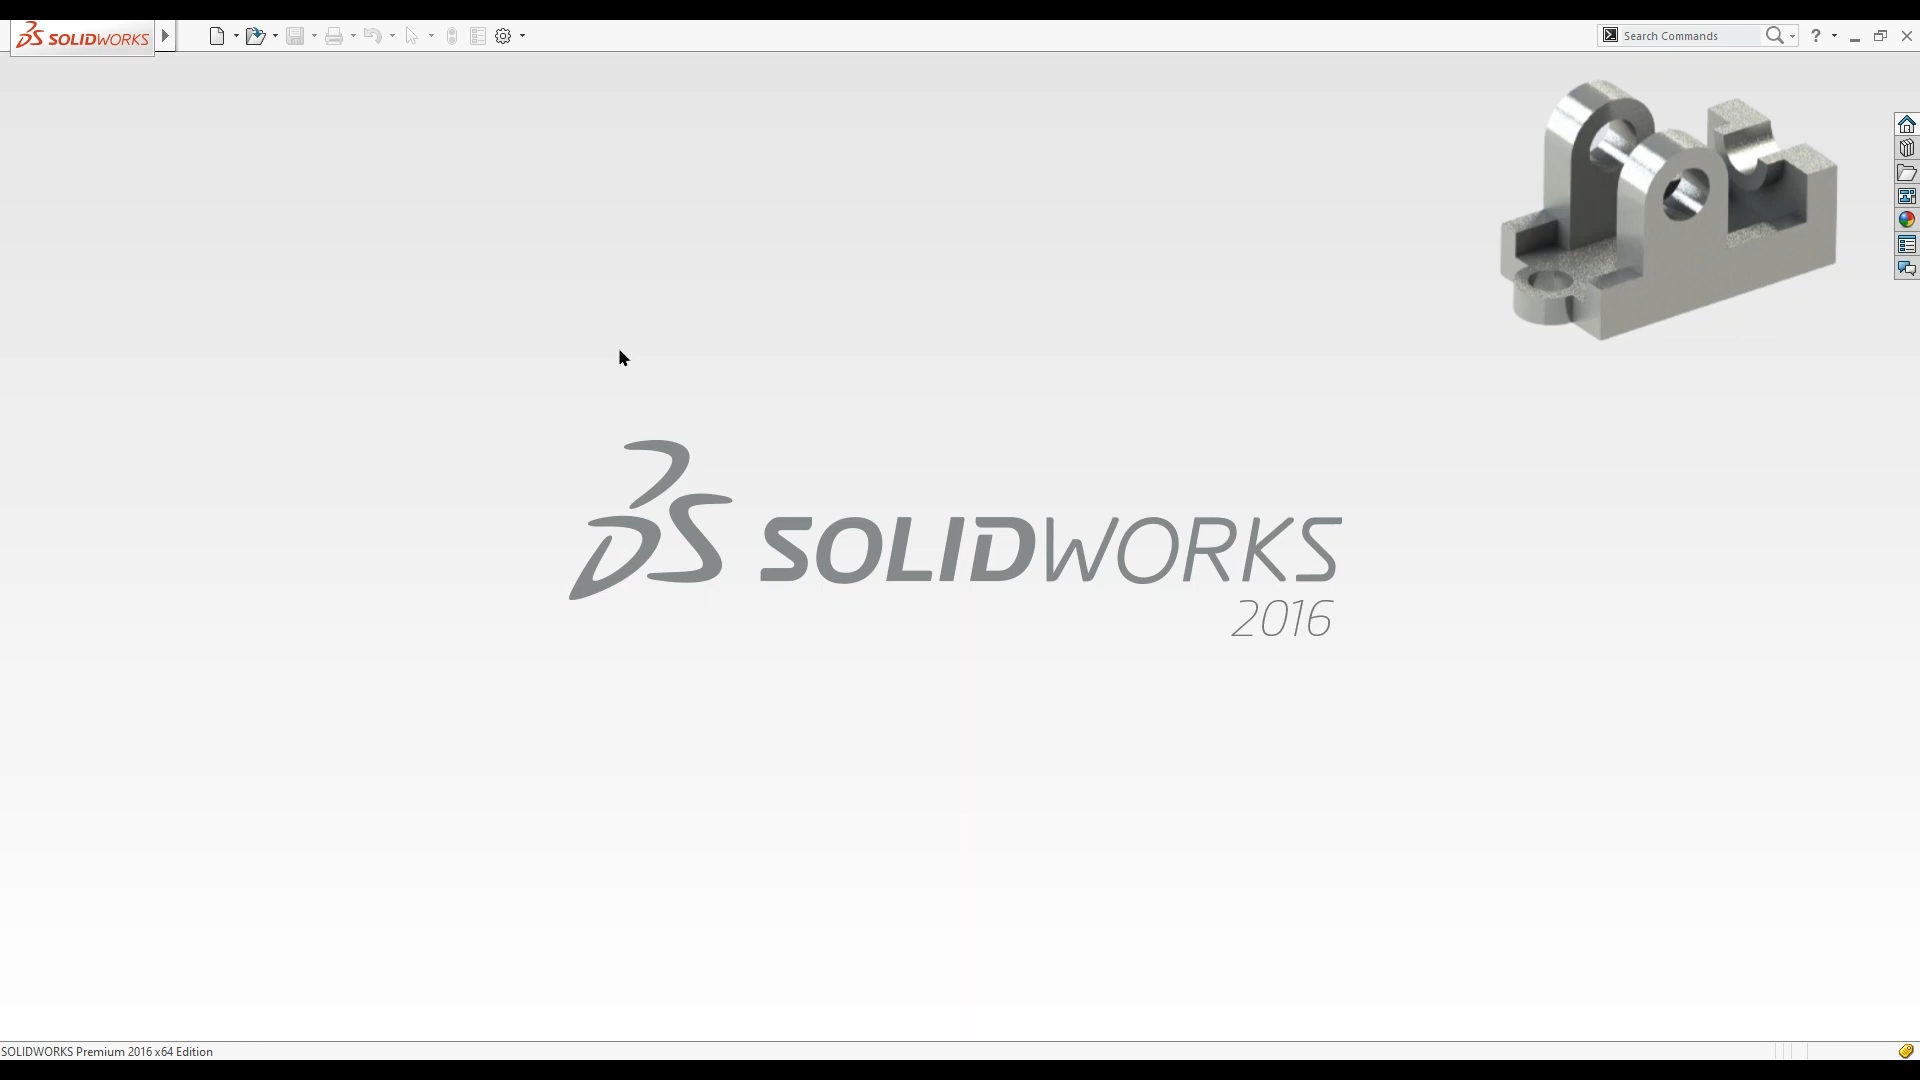 SOLIDWORKS
Search Commands
?
SOLIDWORKS
2016
SOLIDWORKS Premium 2016 x64 Edition